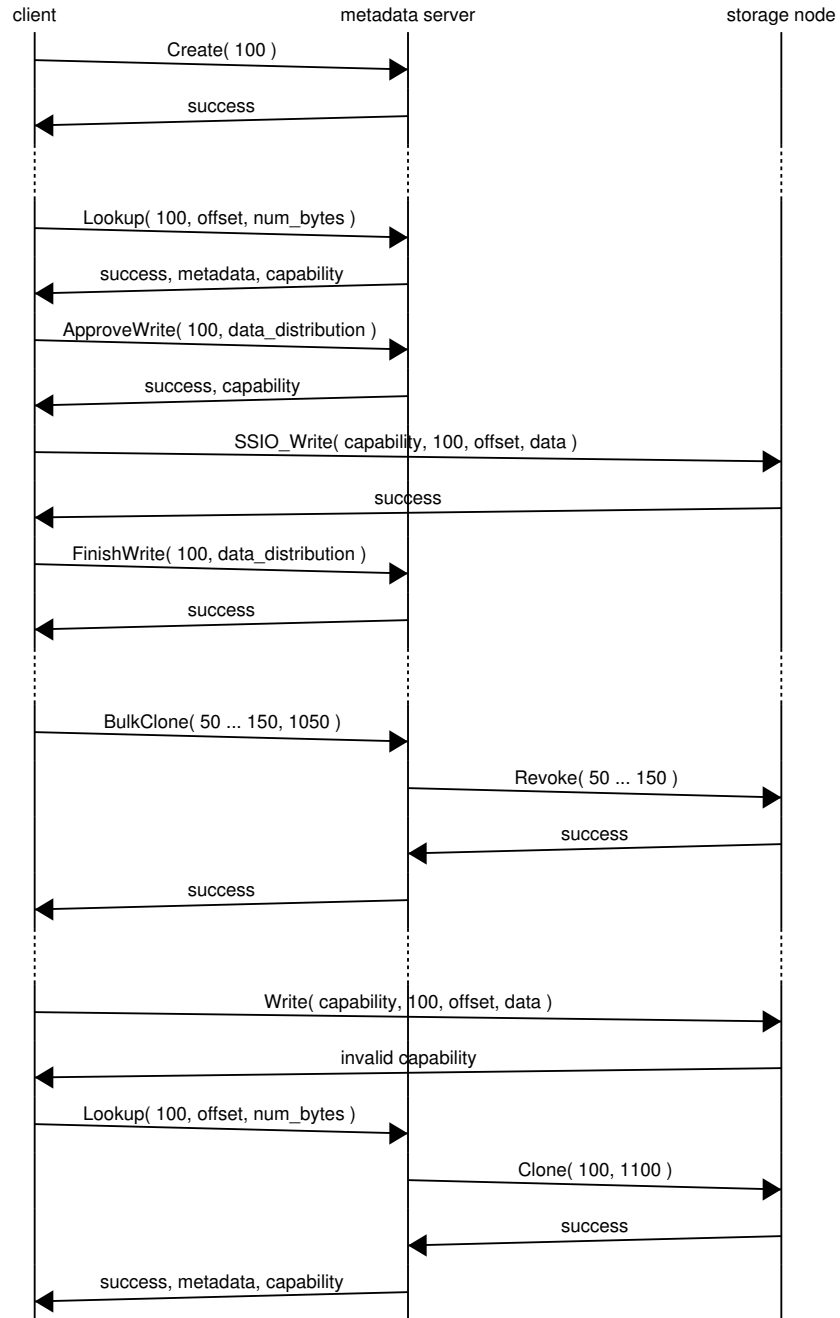 client metadata server storage node
Create( 100 )
success
Lookup( 100, offset, num_bytes )
success, metadata, capability
ApproveWrite( 100, data_distribution )
success, capability
SSIO_Write( capability, 100, offset, data )
success
FinishWrite( 100, data_distribution )
success
BulkClone( 50 ... 150, 1050 )
Revoke( 50 ... 150 )
success
success
Write( capability, 100, offset, data )
invalid capability
Lookup( 100, offset, num_bytes )
Clone( 100, 1100 )
success
success, metadata, capability